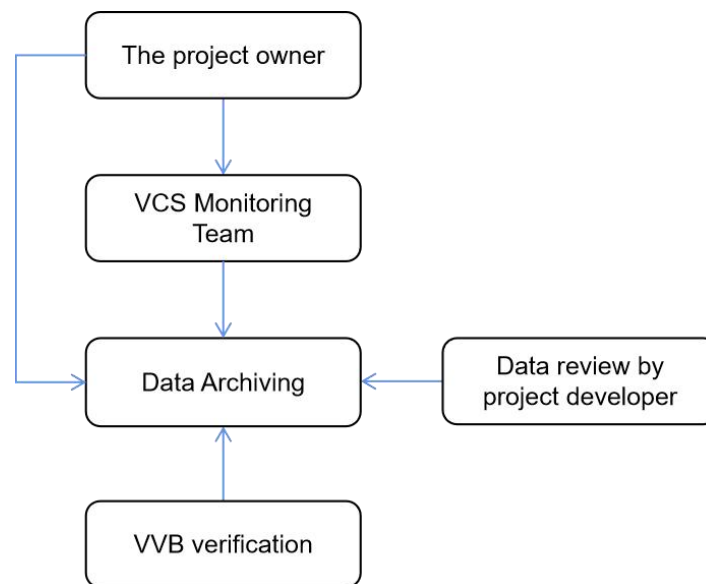 The project owner
VCS Monitoring
Team
Data Archiving
Data review by
project developer
VVB verification